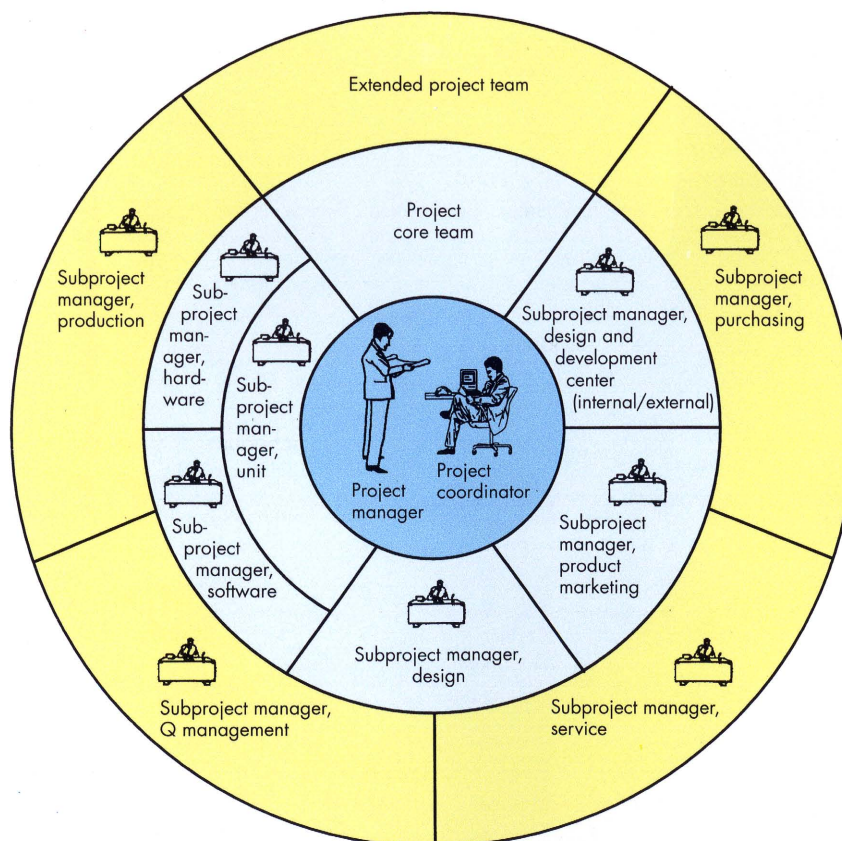 Extended project team
Project
core team
Subproject
manager,
production
Sub-
project
man-
ager,
hard-
ware
Sub-
project
man-
ager,
unit
Subproject manager,
design and
development
center
(internal/external)
Subproject
manager,
purchasing
Project
manager
Project
coordinator
Sub-
project
manager,
software
Subproject
manager,
product
marketing
Subproject manager,
design
Subproject manager,
Q management
Subproject manager,
service